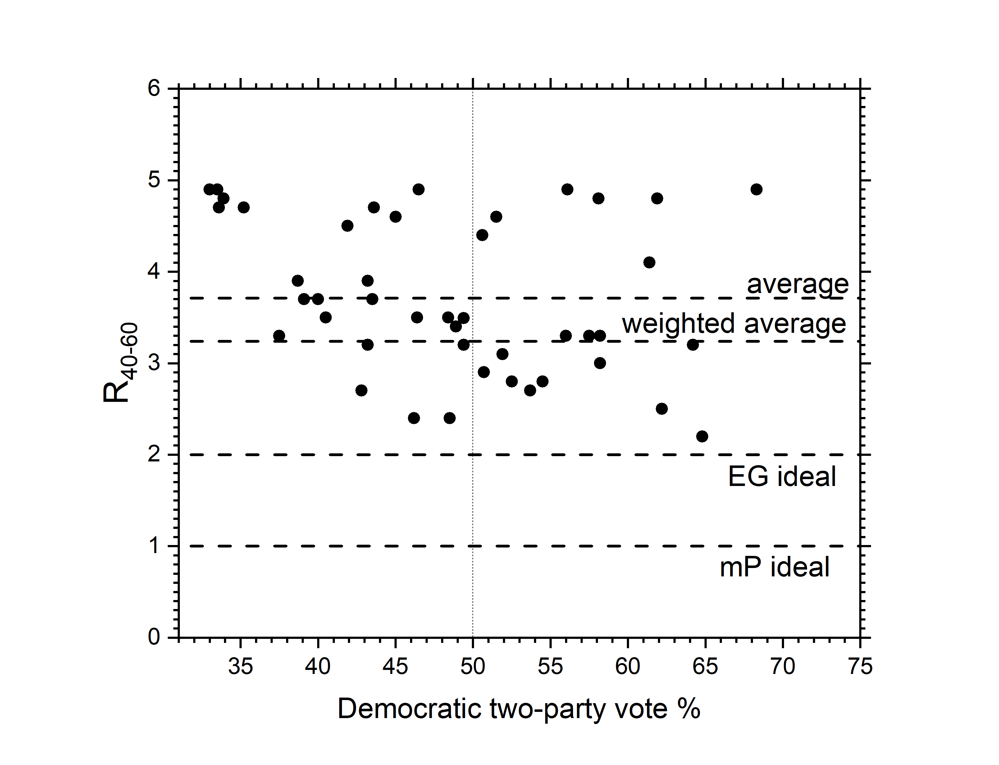 6
5
4
3
2
1
0
R40-60
average
weighted average
EG ideal
mP ideal
35 40 45 50 55 60 65 70 75
Democratic two-party vote %